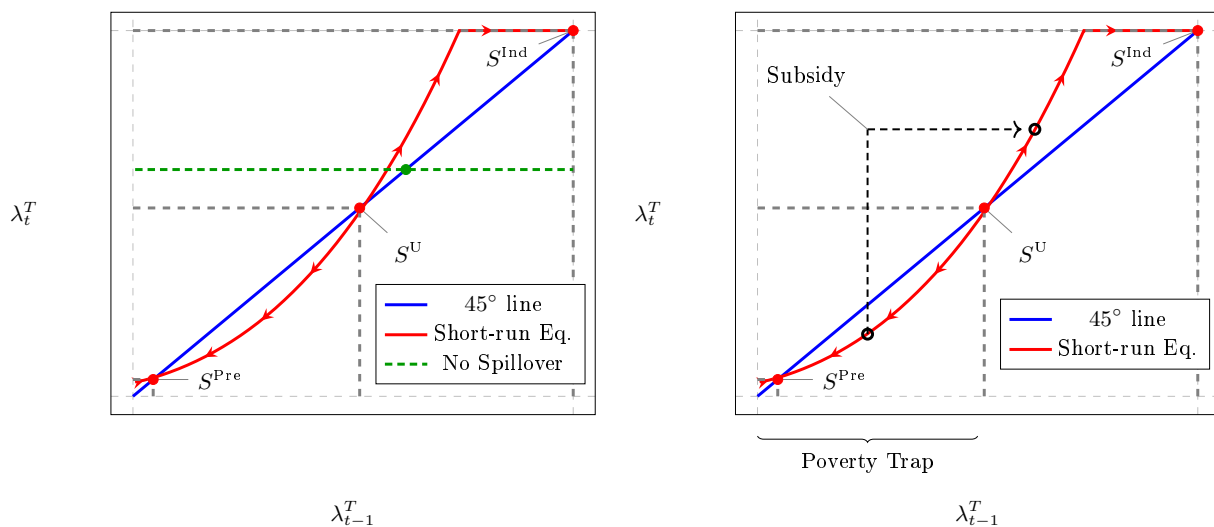 S^Ind
λ_t^T
S^U
45° line
Short-run Eq.
No Spillover
S^Pre
λ_{t-1}^T
Subsidy
S^Ind
λ_t^T
S^U
45° line
Short-run Eq.
S^Pre
Poverty Trap
λ_{t-1}^T